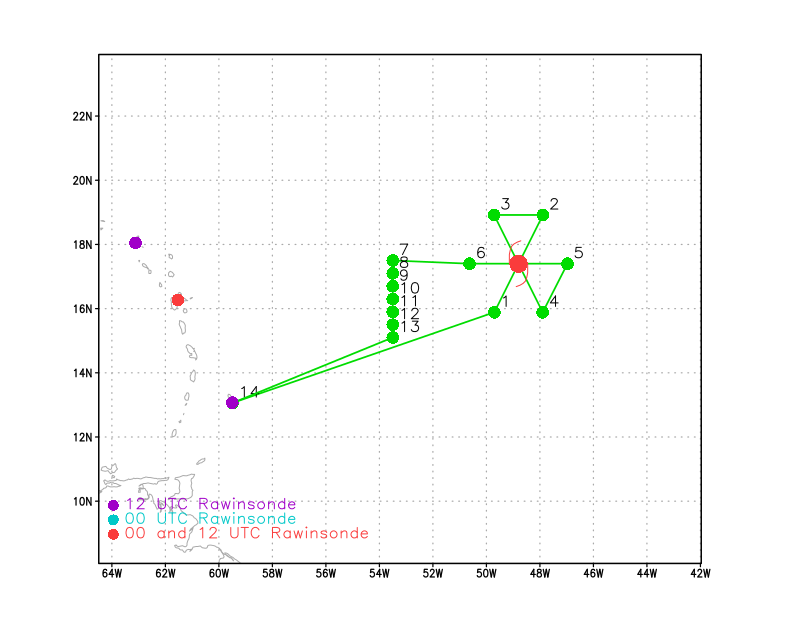 22N
20N
3 2
18N
7 6 5
8
9
16N
10
11 1 4
12
13
14N
14
12N
10N
12 UTC Rawinsonde
00 UTC Rawinsonde
00 and 12 UTC Rawinsonde
64W 62W 60W 58W 56W 54W 52W 50W 48W 46W 44W 42W